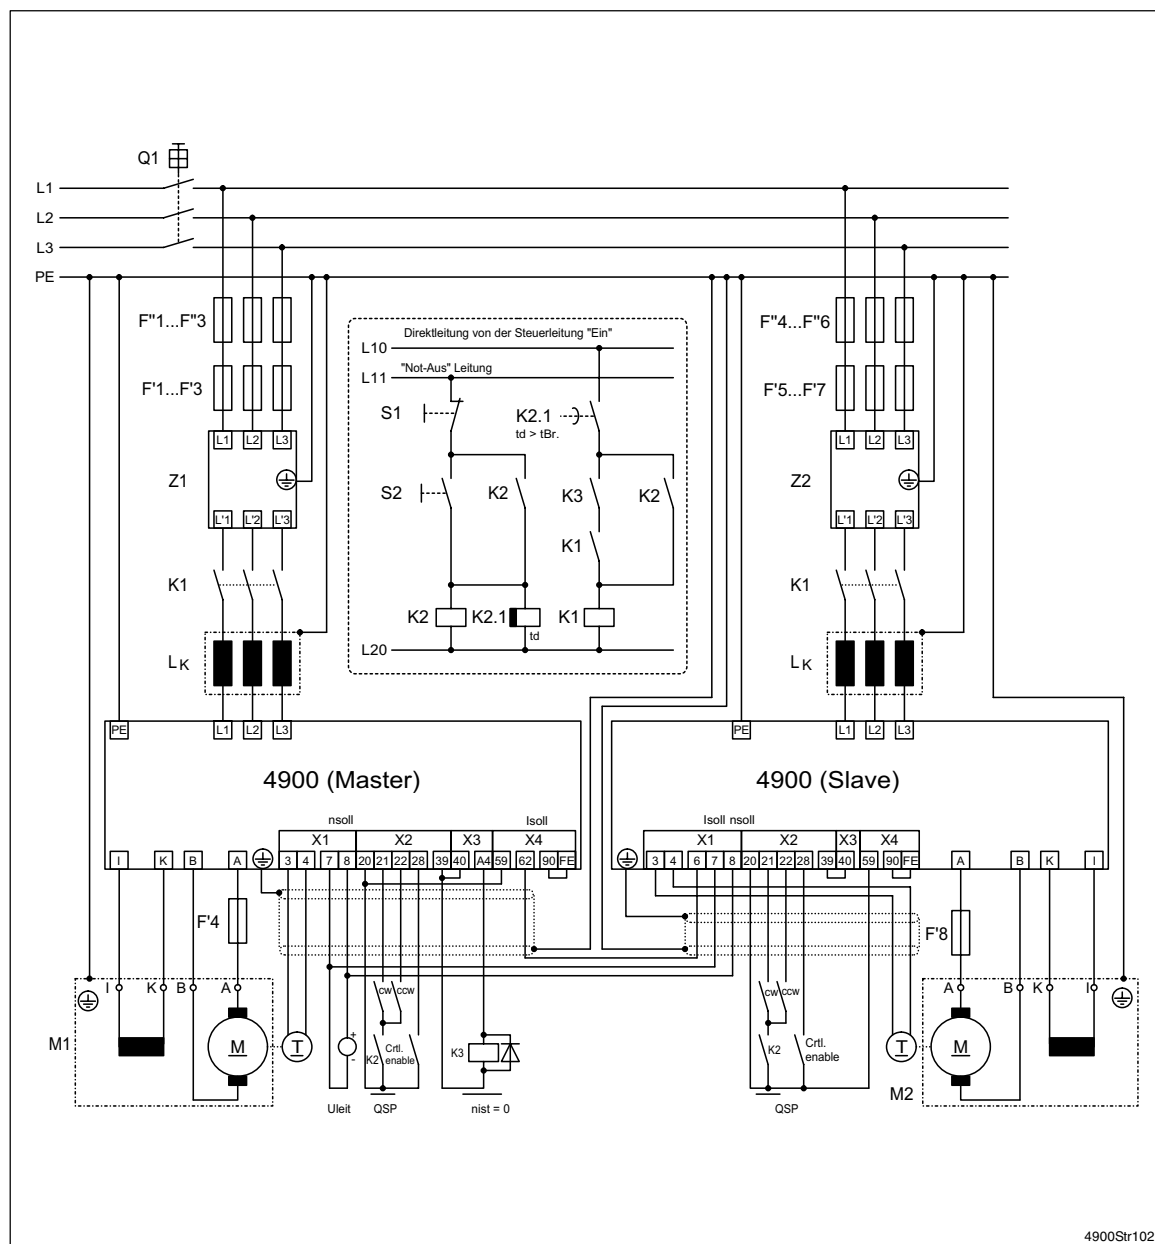 Q1
L1
L2
L3
PE
F"1...F"3
F"4...F"6
Direktleitung von der Steuerleitung "Ein"
L10
"Not-Aus" Leitung
L11
F'1...F'3
F'5...F'7
S1
K2.1
td > tBr.
L1 L2 L3
L1 L2 L3
Z1
Z2
S2
K2
K3
K2
L'1 L'2 L'3
L'1 L'2 L'3
K1
K1
K1
K2
K2.1
td
K1
L20
LK
LK
PE L1 L2 L3
PE L1 L2 L3
4900 (Master)
4900 (Slave)
nsoll
Isoll
Isoll nsoll
X1 X2 X3 X4
X1 X2 X3 X4
I K B A 3 4 7 8 20 21 22 28 39 40 A4 59 62 90 FE
3 4 6 7 8 20 21 22 28 39 40 59 90 FE A B K I
F'4
F'8
I K B A
cw ccw
cw ccw
A B K I
M1
M
T
+
-
K2
Crtl.
enable
K3
K2
Crtl.
enable
T
M
M2
Uleit
QSP
nist = 0
QSP
4900Str102